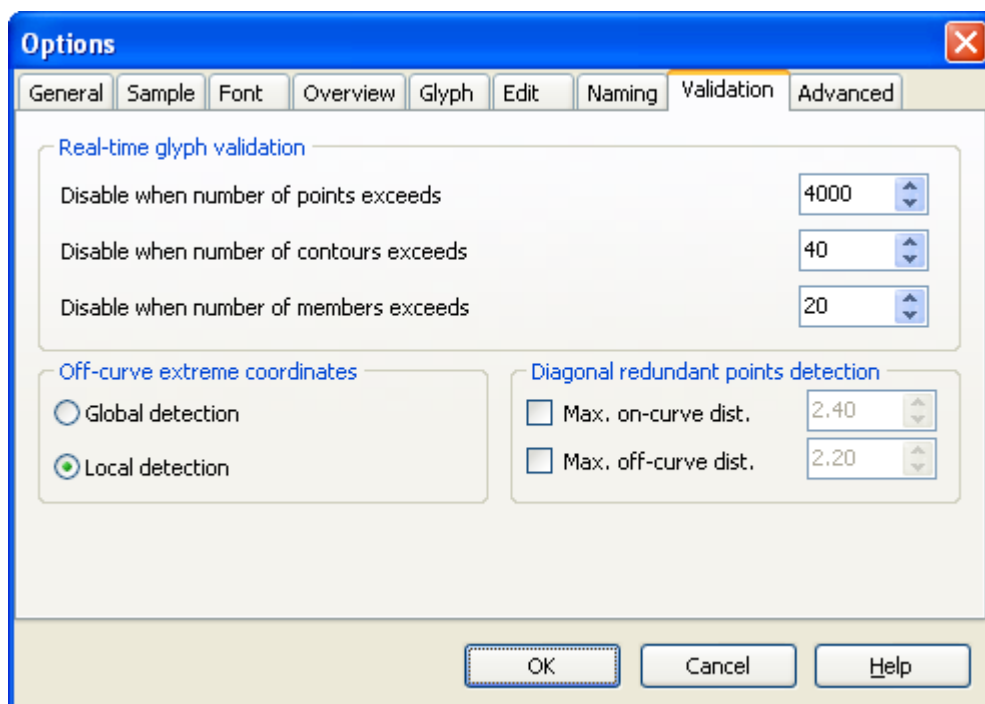 Options
General Sample Font Overview Glyph Edit Naming Validation Advanced
Real-time glyph validation
Disable when number of points exceeds 4000
Disable when number of contours exceeds 40
Disable when number of members exceeds 20
Off-curve extreme coordinates
Global detection
Local detection
Diagonal redundant points detection
Max. on-curve dist. 2.40
Max. off-curve dist. 2.20
OK Cancel Help